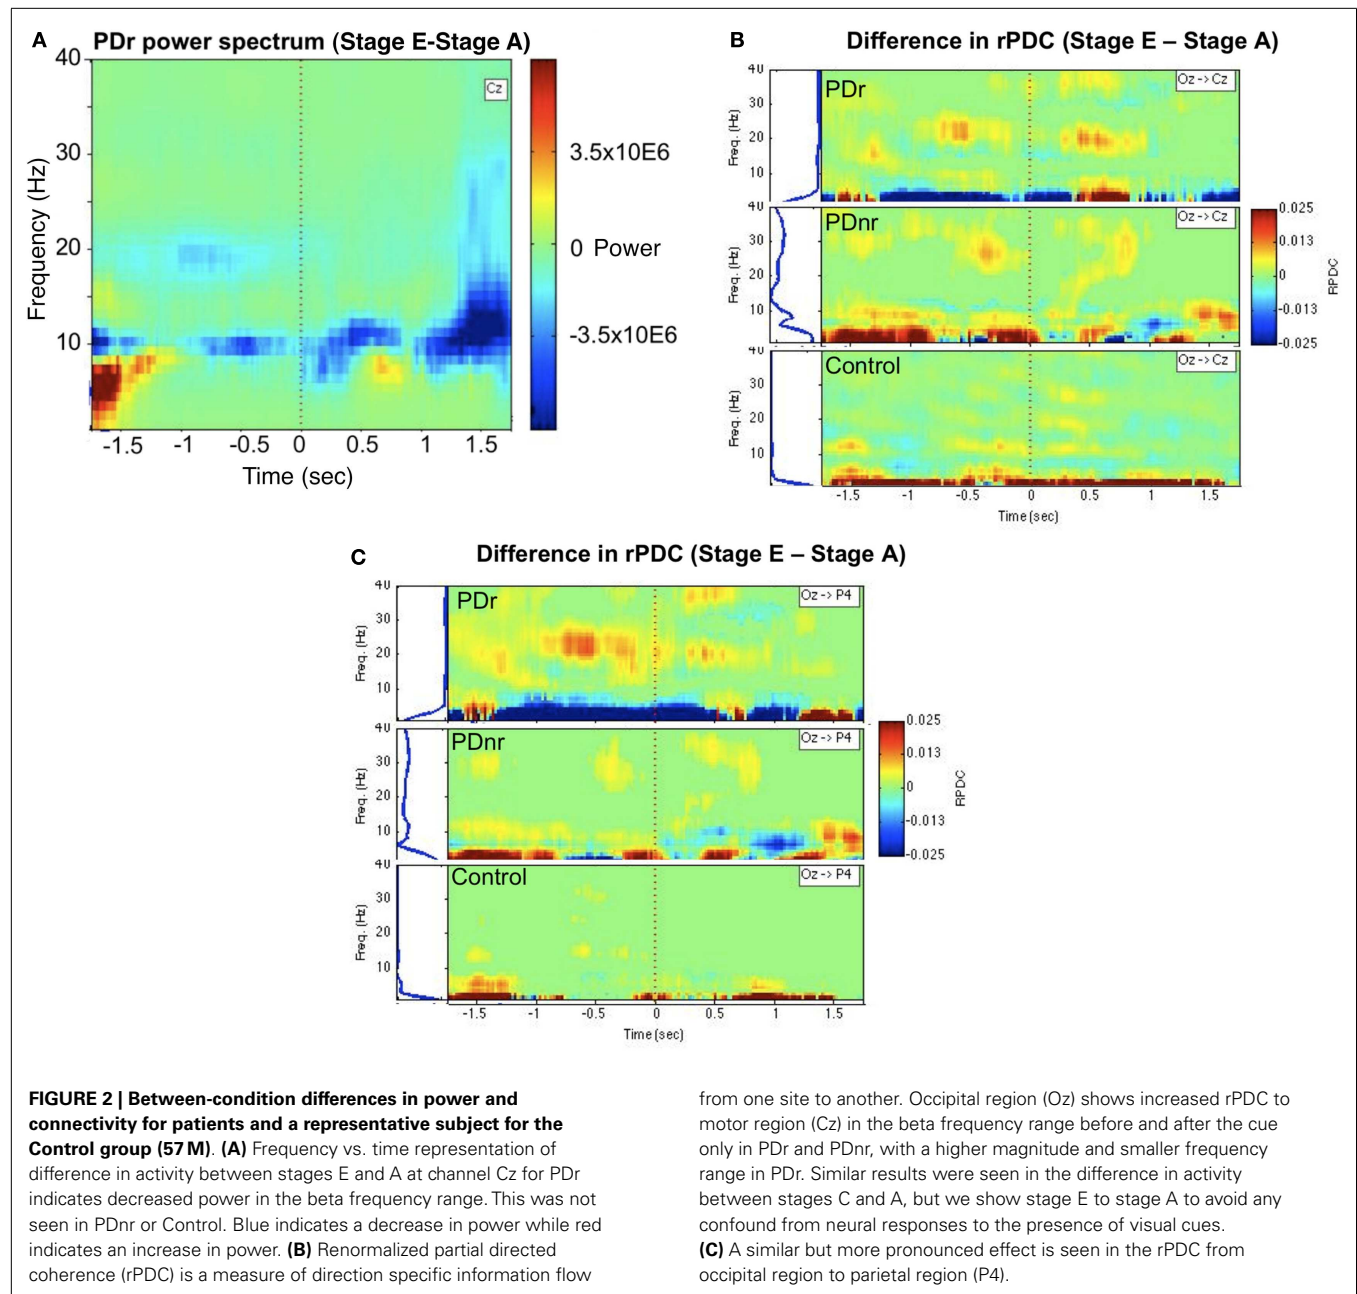 A
PDr power spectrum (Stage E-Stage A)
Cz
40
30
20
10
Frequency (Hz)
-1.5
-1
-0.5
0
0.5
1
1.5
Time (sec)
3.5x10E6
0 Power
-3.5x10E6
B
Difference in rPDC (Stage E – Stage A)
PDr
Oz -> Cz
40
30
20
10
Freq. (Hz)
PDnr
Oz -> Cz
40
30
20
10
Freq. (Hz)
Control
Oz -> Cz
40
30
20
10
Freq. (Hz)
-1.5
-1
-0.5
0
0.5
1
1.5
Time (sec)
0.025
0.013
0
-0.013
-0.025
RPDC
C
Difference in rPDC (Stage E – Stage A)
PDr
Oz -> P4
40
30
20
10
Freq. (Hz)
PDnr
Oz -> P4
40
30
20
10
Freq. (Hz)
Control
Oz -> P4
40
30
20
10
Freq. (Hz)
-1.5
-1
-0.5
0
0.5
1
1.5
Time (sec)
0.025
0.013
0
-0.013
-0.025
RPDC
FIGURE 2 | Between-condition differences in power and
connectivity for patients and a representative subject for the
Control group (57 M). (A) Frequency vs. time representation of
difference in activity between stages E and A at channel Cz for PDr
indicates decreased power in the beta frequency range. This was not
seen in PDnr or Control. Blue indicates a decrease in power while red
indicates an increase in power. (B) Renormalized partial directed
coherence (rPDC) is a measure of direction specific information flow
from one site to another. Occipital region (Oz) shows increased rPDC to
motor region (Cz) in the beta frequency range before and after the cue
only in PDr and PDnr, with a higher magnitude and smaller frequency
range in PDr. Similar results were seen in the difference in activity
between stages C and A, but we show stage E to stage A to avoid any
confound from neural responses to the presence of visual cues.
(C) A similar but more pronounced effect is seen in the rPDC from
occipital region to parietal region (P4).